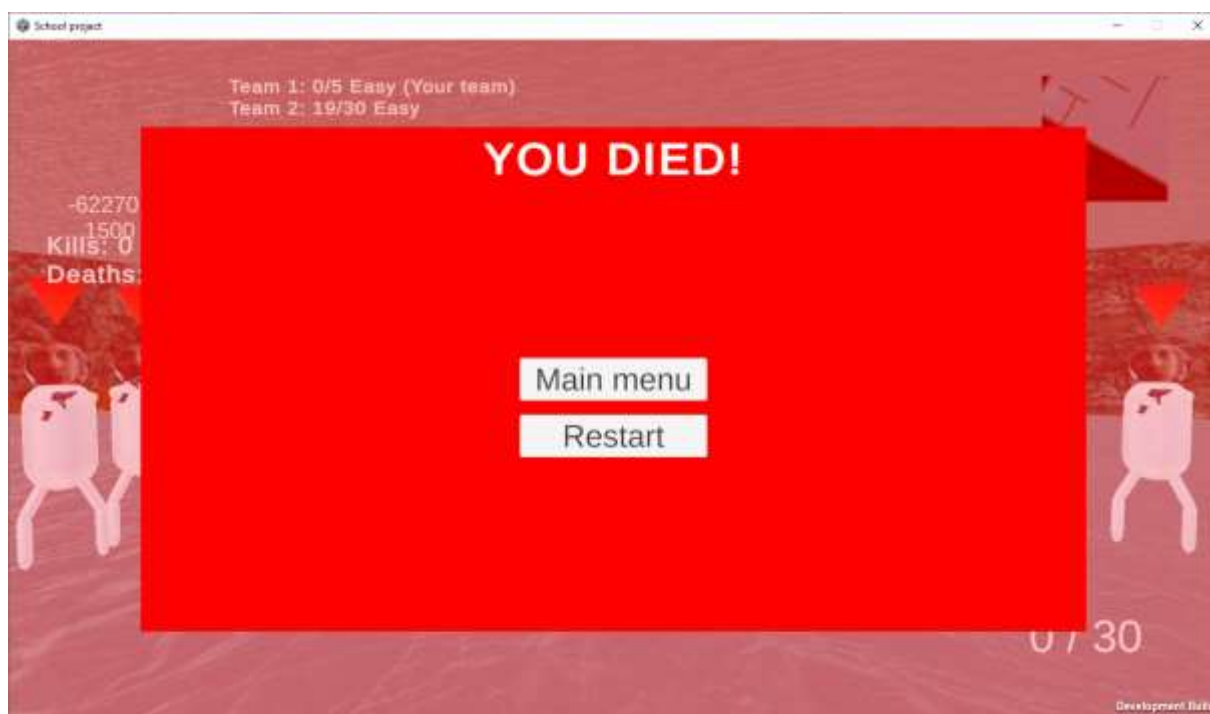 School project
Team 1: 0/5 Easy (Your team)
Team 2: 19/30 Easy
YOU DIED!
-62270
1500
Kills: 0
Deaths:
Main menu
Restart
0 / 30
Development Build